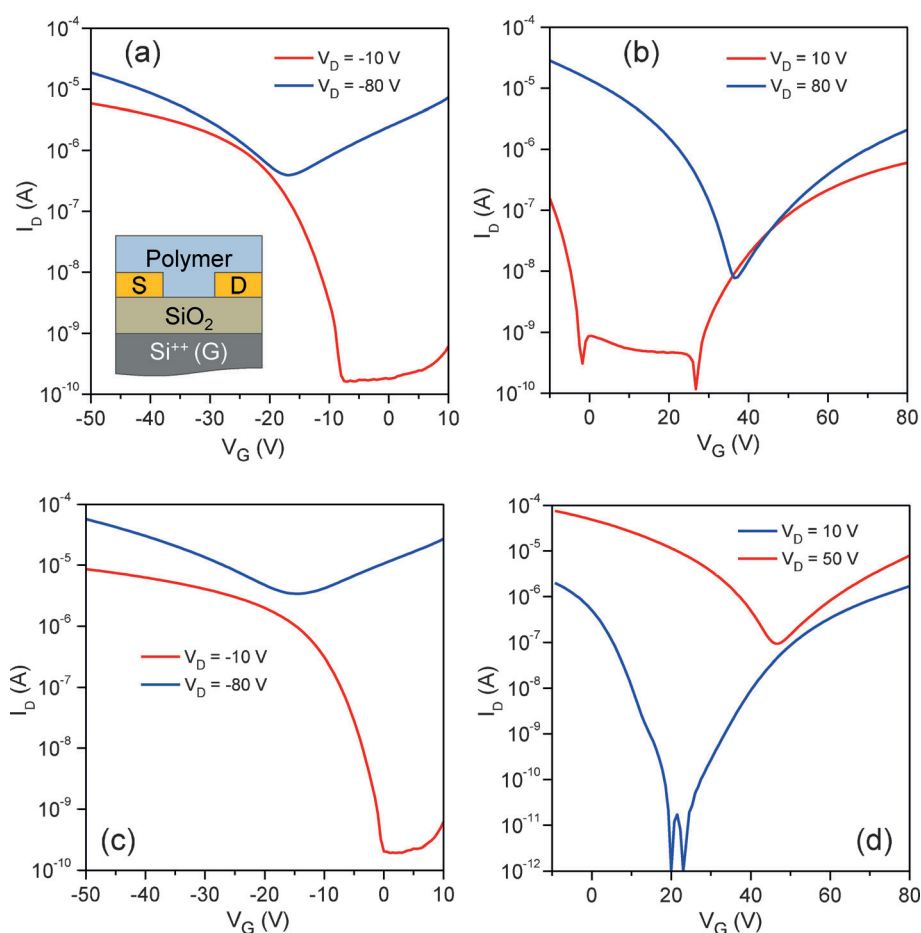 (a)
V_D = -10 V
V_D = -80 V
10^-4
10^-5
10^-6
10^-7
10^-8
10^-9
10^-10
I_D (A)
Polymer
S D
SiO_2
Si^++ (G)
-50 -40 -30 -20 -10 0 10
V_G (V)
(b)
V_D = 10 V
V_D = 80 V
10^-4
10^-5
10^-6
10^-7
10^-8
10^-9
10^-10
I_D (A)
0 20 40 60 80
V_G (V)
10^-4
10^-5
10^-6
10^-7
10^-8
10^-9
10^-10
I_D (A)
V_D = -10 V
V_D = -80 V
(c)
-50 -40 -30 -20 -10 0 10
V_G (V)
10^-4
10^-5
10^-6
10^-7
10^-8
10^-9
10^-10
10^-11
10^-12
I_D (A)
V_D = 10 V
V_D = 50 V
(d)
0 20 40 60 80
V_G (V)